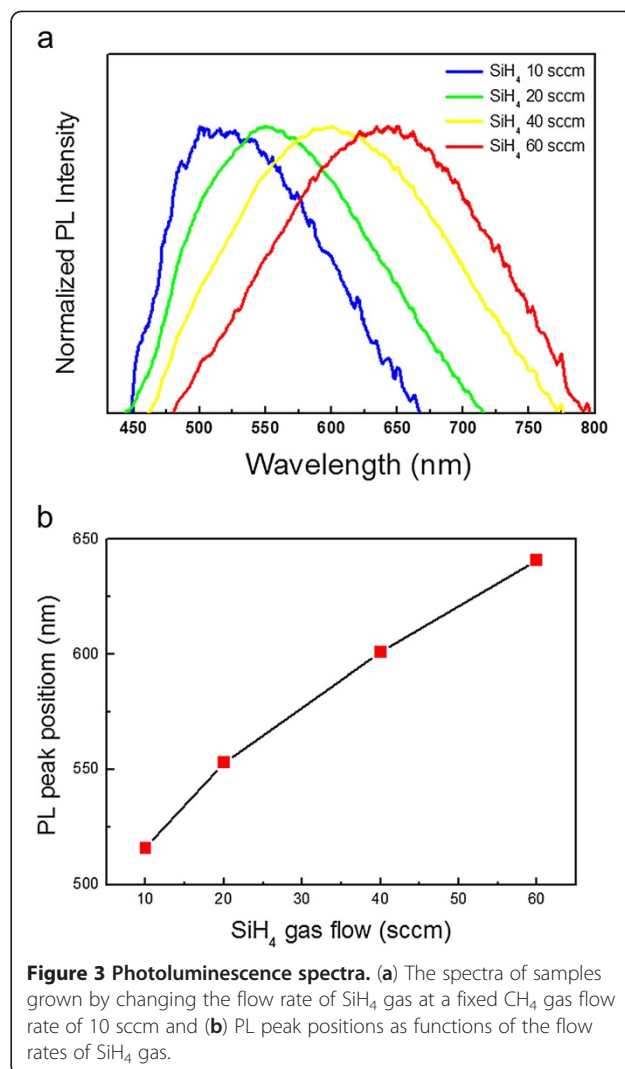 a
SiH4 10 sccm
SiH4 20 sccm
SiH4 40 sccm
SiH4 60 sccm
Normalized PL Intensity
450 500 550 600 650 700 750 800
Wavelength (nm)
b
650
600
550
500
PL peak positiom (nm)
10 20 30 40 50 60
SiH4 gas flow (sccm)
Figure 3 Photoluminescence spectra. (a) The spectra of samples
grown by changing the flow rate of SiH4 gas at a fixed CH4 gas flow
rate of 10 sccm and (b) PL peak positions as functions of the flow
rates of SiH4 gas.